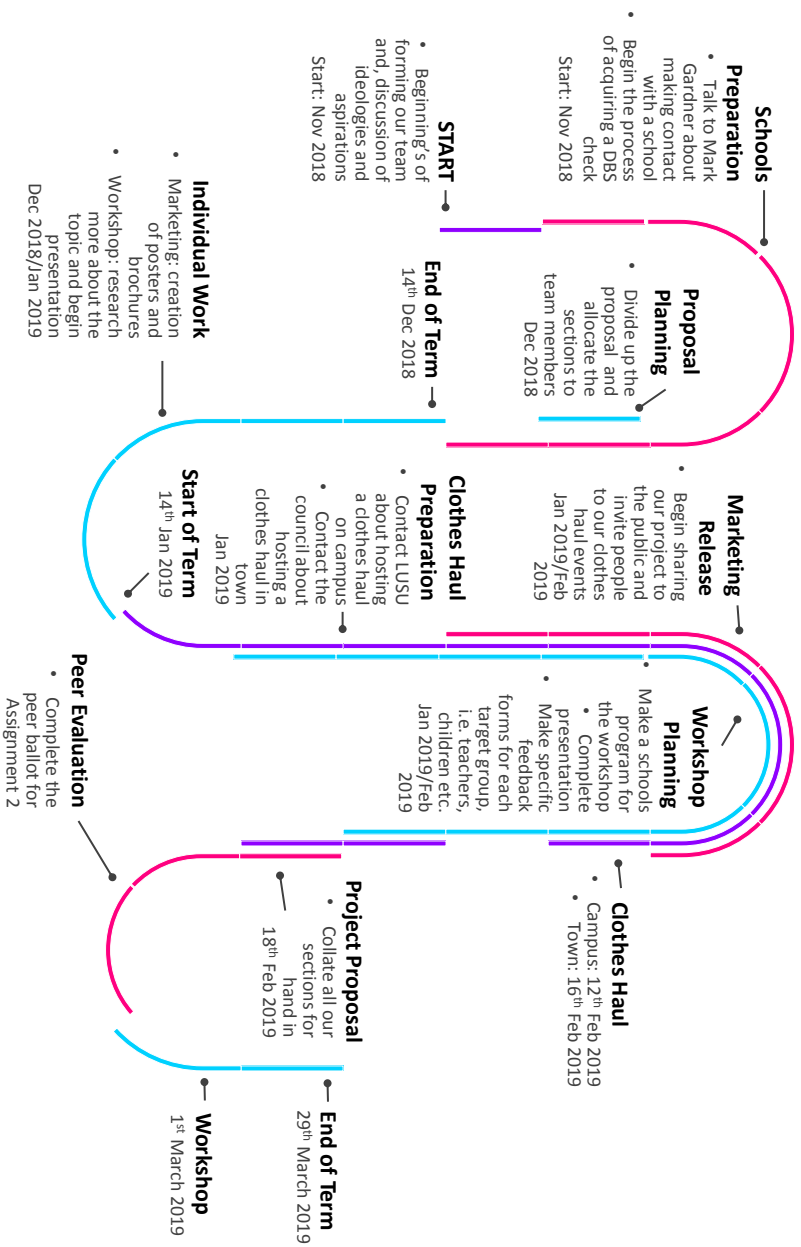 START
• Beginning's of
forming our team
and, discussion of
ideologies and
aspirations
Start: Nov 2018
Schools
Preparation
• Talk to Mark
Gardner about
making contact
with a school
• Begin the process
of acquiring a DBS
check
Start: Nov 2018
Proposal
Planning
• Divide up the
proposal and
allocate the
sections to
team members
Dec 2018
End of Term
14th Dec 2018
Individual Work
• Marketing: creation
of posters and
brochures
• Workshop: research
more about the
topic and begin
presentation
Dec 2018/Jan 2019
Start of Term
14th Jan 2019
Clothes Haul
Preparation
• Contact LUSU
about hosting
a clothes haul
on campus
• Contact the
council about
hosting a
clothes haul in
town
Jan 2019
Marketing
Release
• Begin sharing
our project to
the public and
invite people
to our clothes
haul events
Jan 2019/Feb
2019
Workshop
Planning
• Make a schools
program for
the workshop
• Complete
presentation
• Make specific
feedback
forms for each
target group,
i.e. teachers,
children etc.
Jan 2019/Feb
2019
Clothes Haul
• Campus: 12th Feb 2019
• Town: 16th Feb 2019
Project Proposal
• Collate all our
sections for
hand in
18th Feb 2019
Peer Evaluation
• Complete the
peer ballot for
Assignment 2
Workshop
1st March 2019
End of Term
29th March 2019